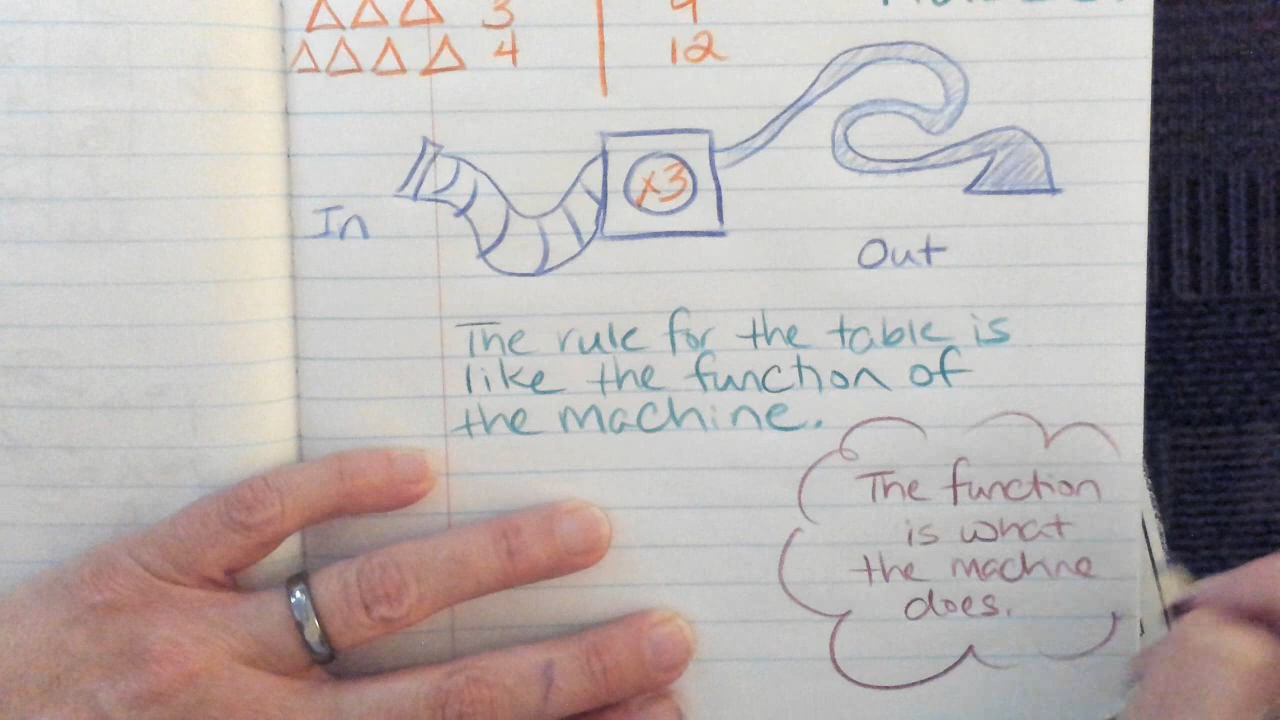 3 9
4 12
x3
In
Out
The rule for the table is
like the function of
the machine.
The function
is what
the machne
does.